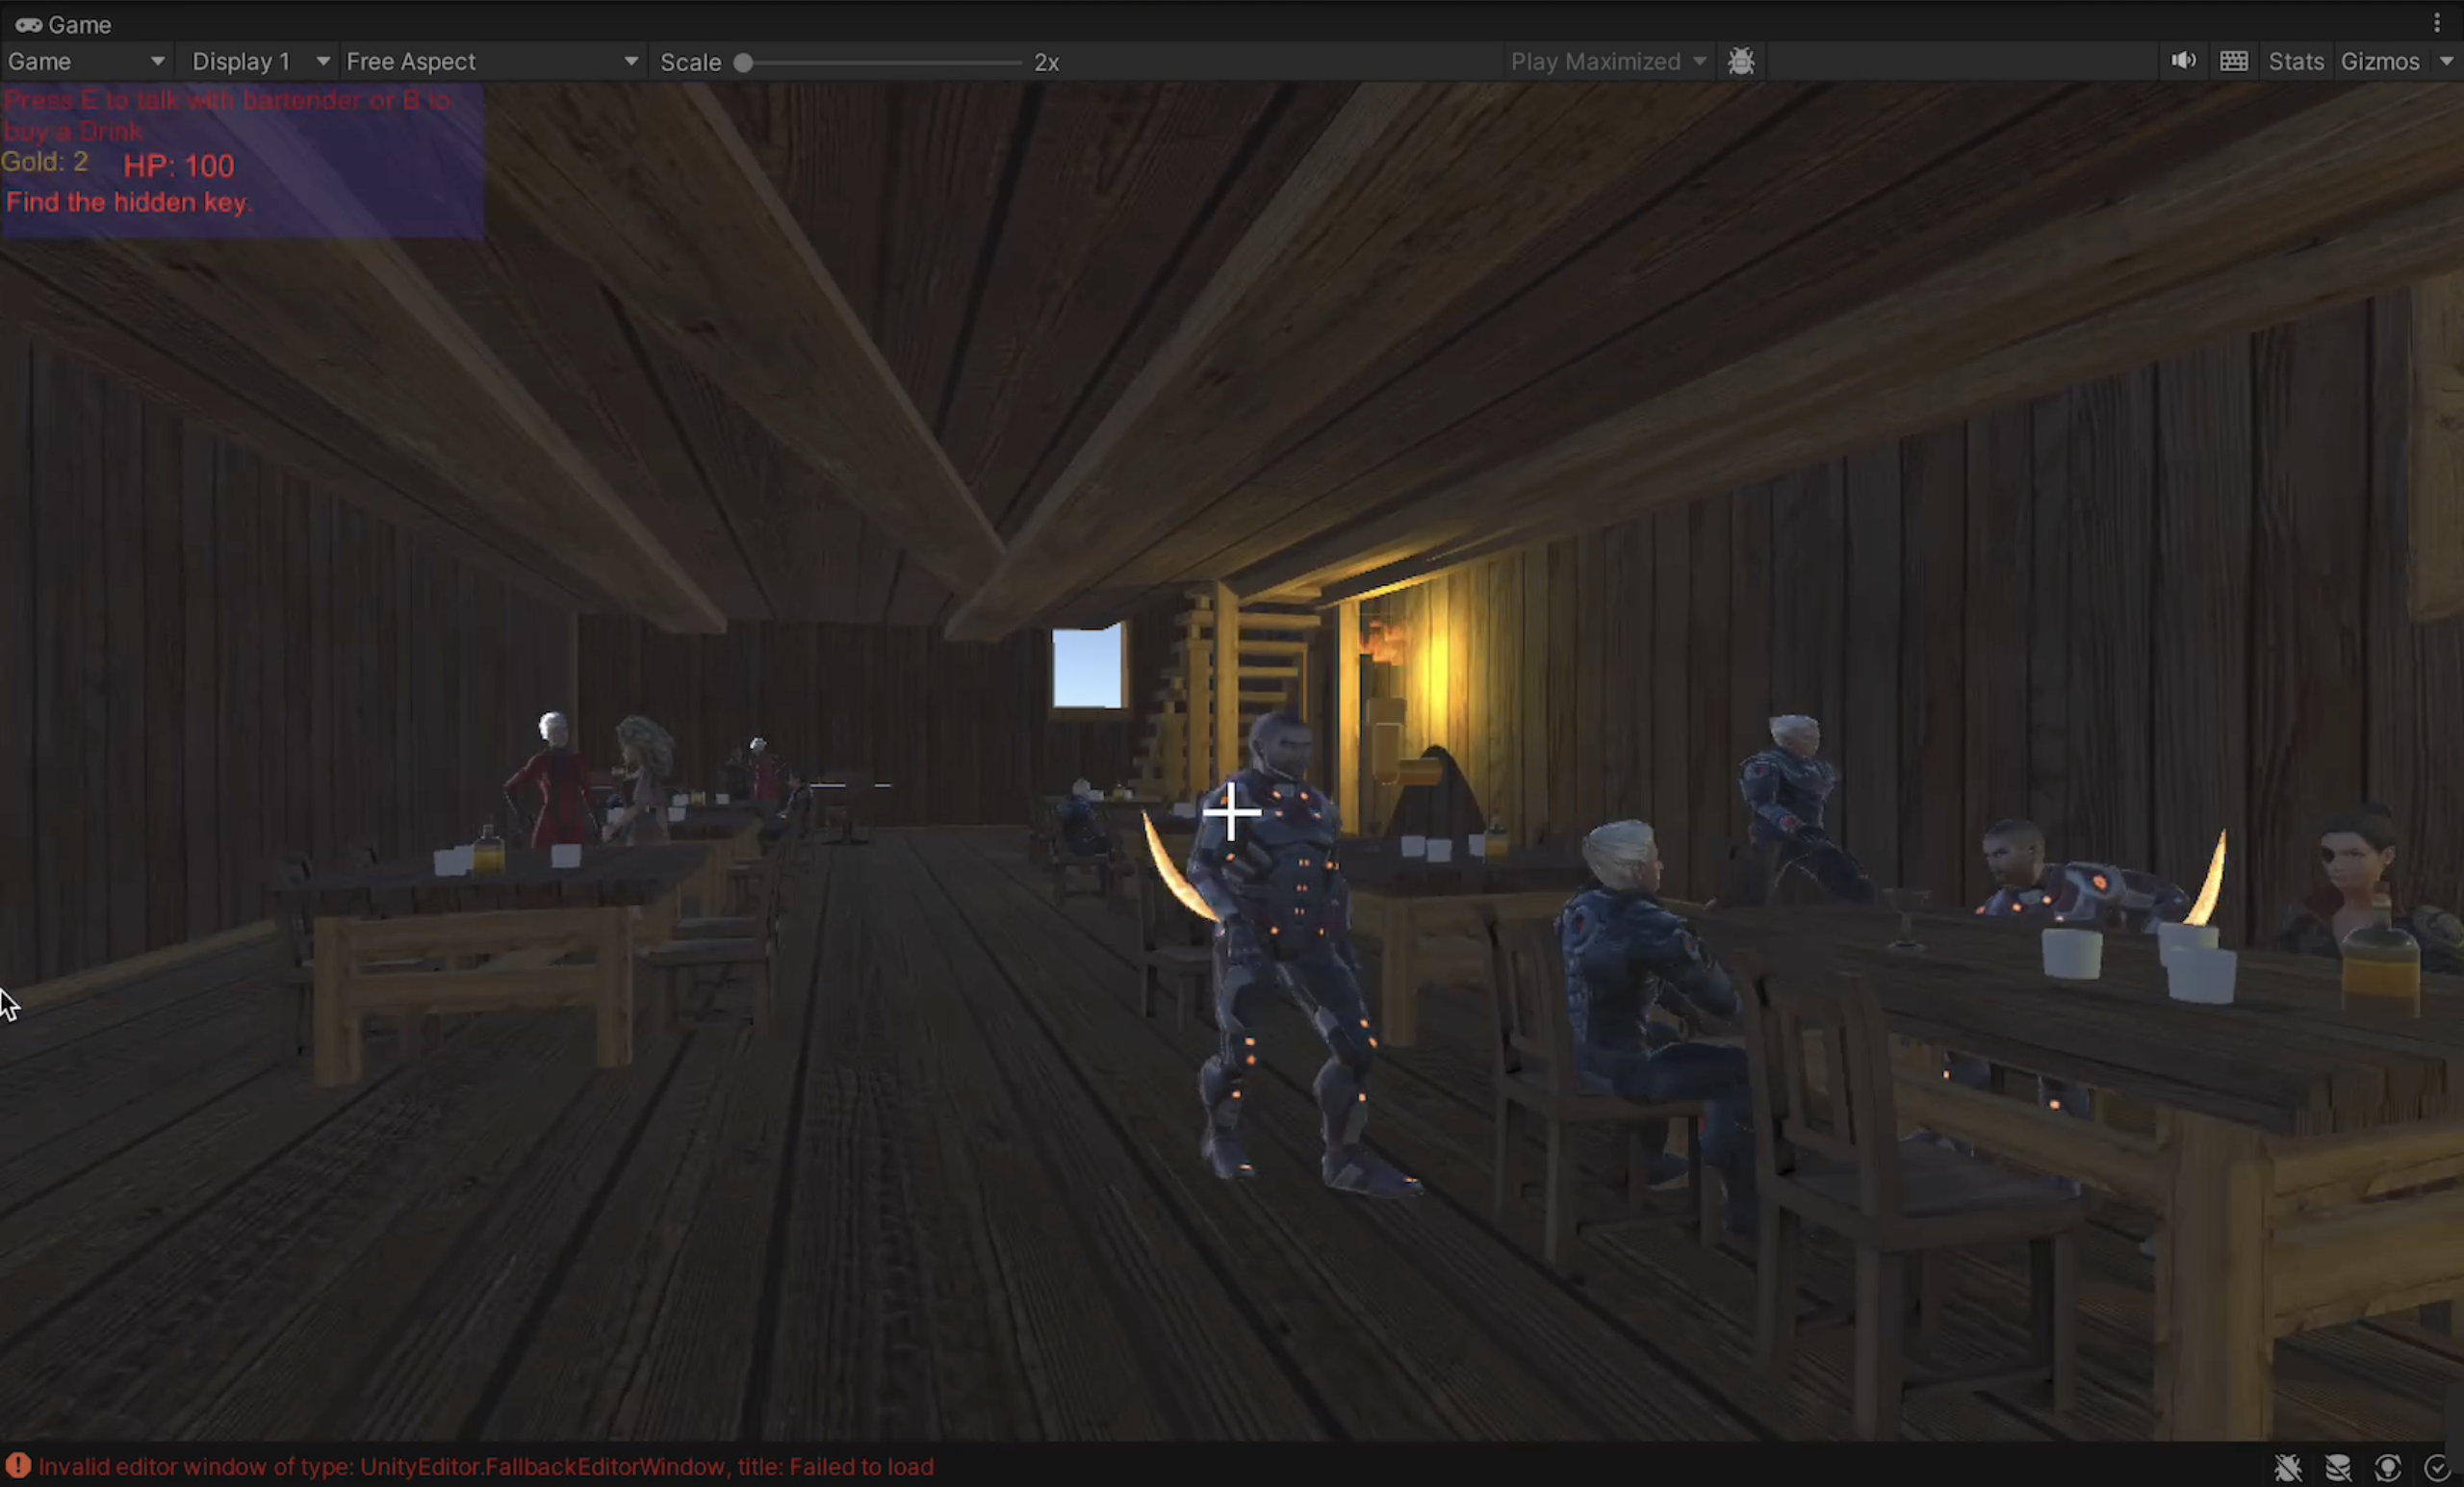 Game
Game Display 1 Free Aspect Scale 2x Play Maximized Stats Gizmos
Press E to talk with bartender or B to
buy a Drink
Gold: 2 HP: 100
Find the hidden key.
Invalid editor window of type: UnityEditor.FallbackEditorWindow, title: Failed to load